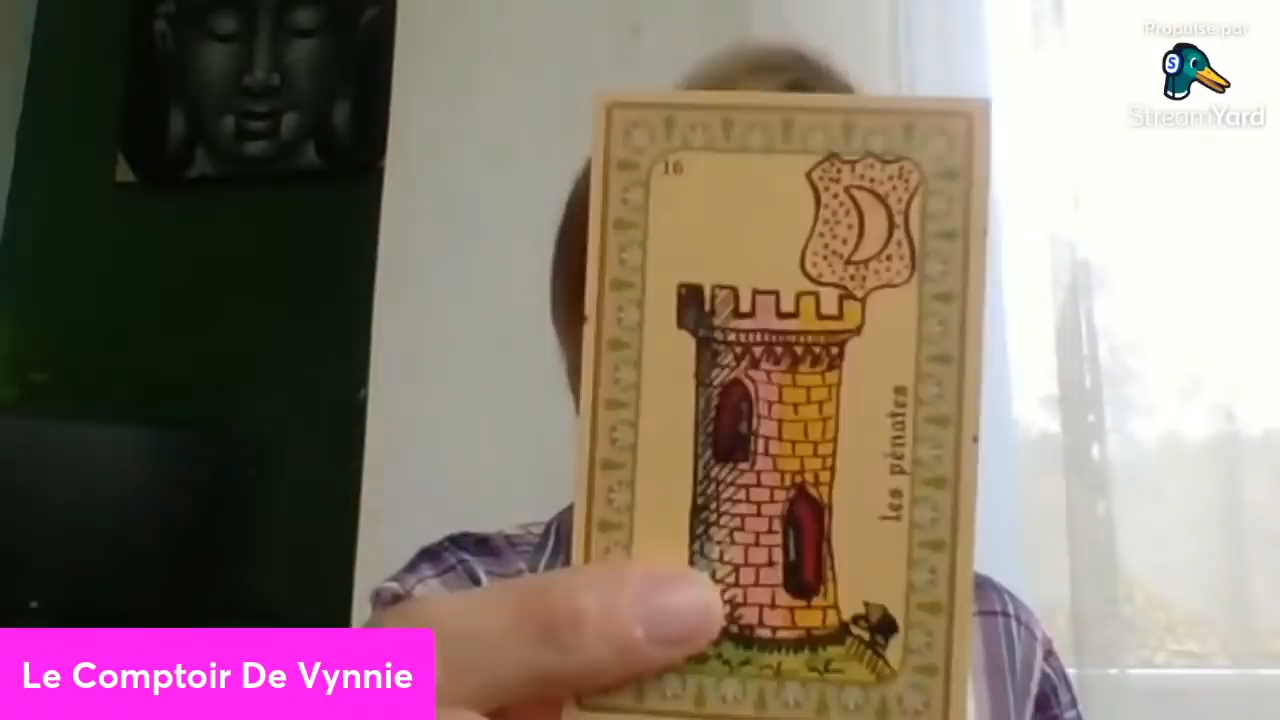 Propulsé par
StreamYard
16
les pénates
Le Comptoir De Vynnie